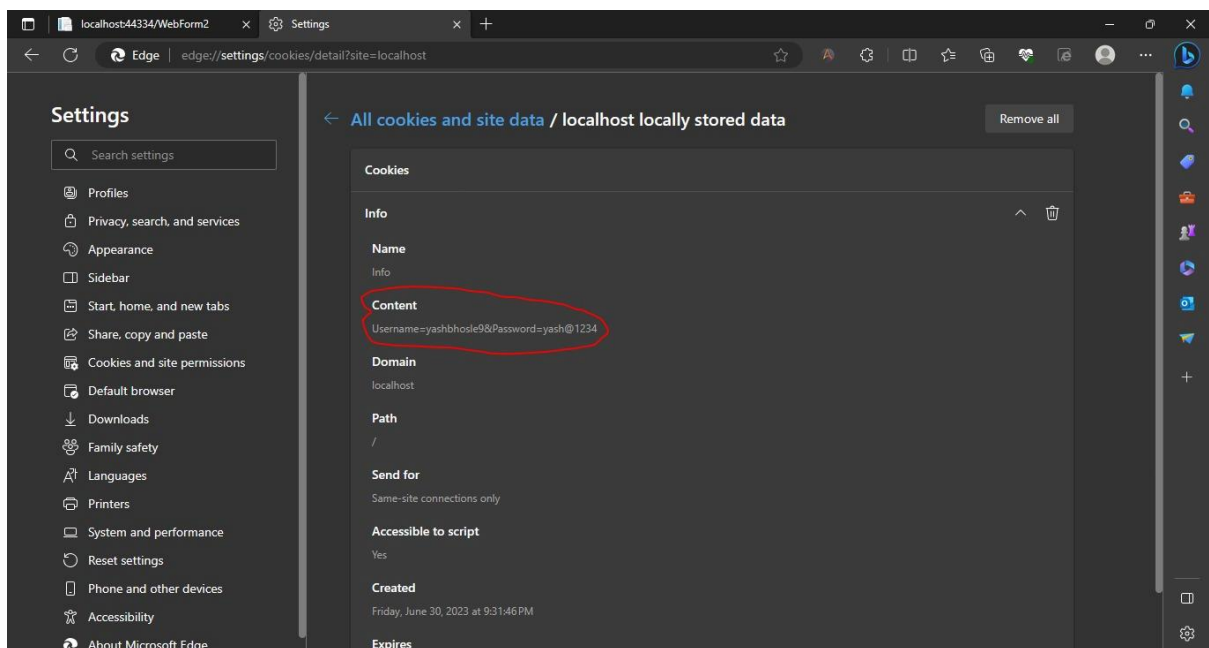 localhost:44334/WebForm2
Settings
Edge | edge://settings/cookies/detail?site=localhost
Settings
Search settings
Profiles
Privacy, search, and services
Appearance
Sidebar
Start, home, and new tabs
Share, copy and paste
Cookies and site permissions
Default browser
Downloads
Family safety
Languages
Printers
System and performance
Reset settings
Phone and other devices
Accessibility
About Microsoft Edge
All cookies and site data / localhost locally stored data
Remove all
Cookies
Info
Name
Info
Content
Username=yashbhosle9&Password=yash@1234
Domain
localhost
Path
/
Send for
Same-site connections only
Accessible to script
Yes
Created
Friday, June 30, 2023 at 9:31:46 PM
Expires